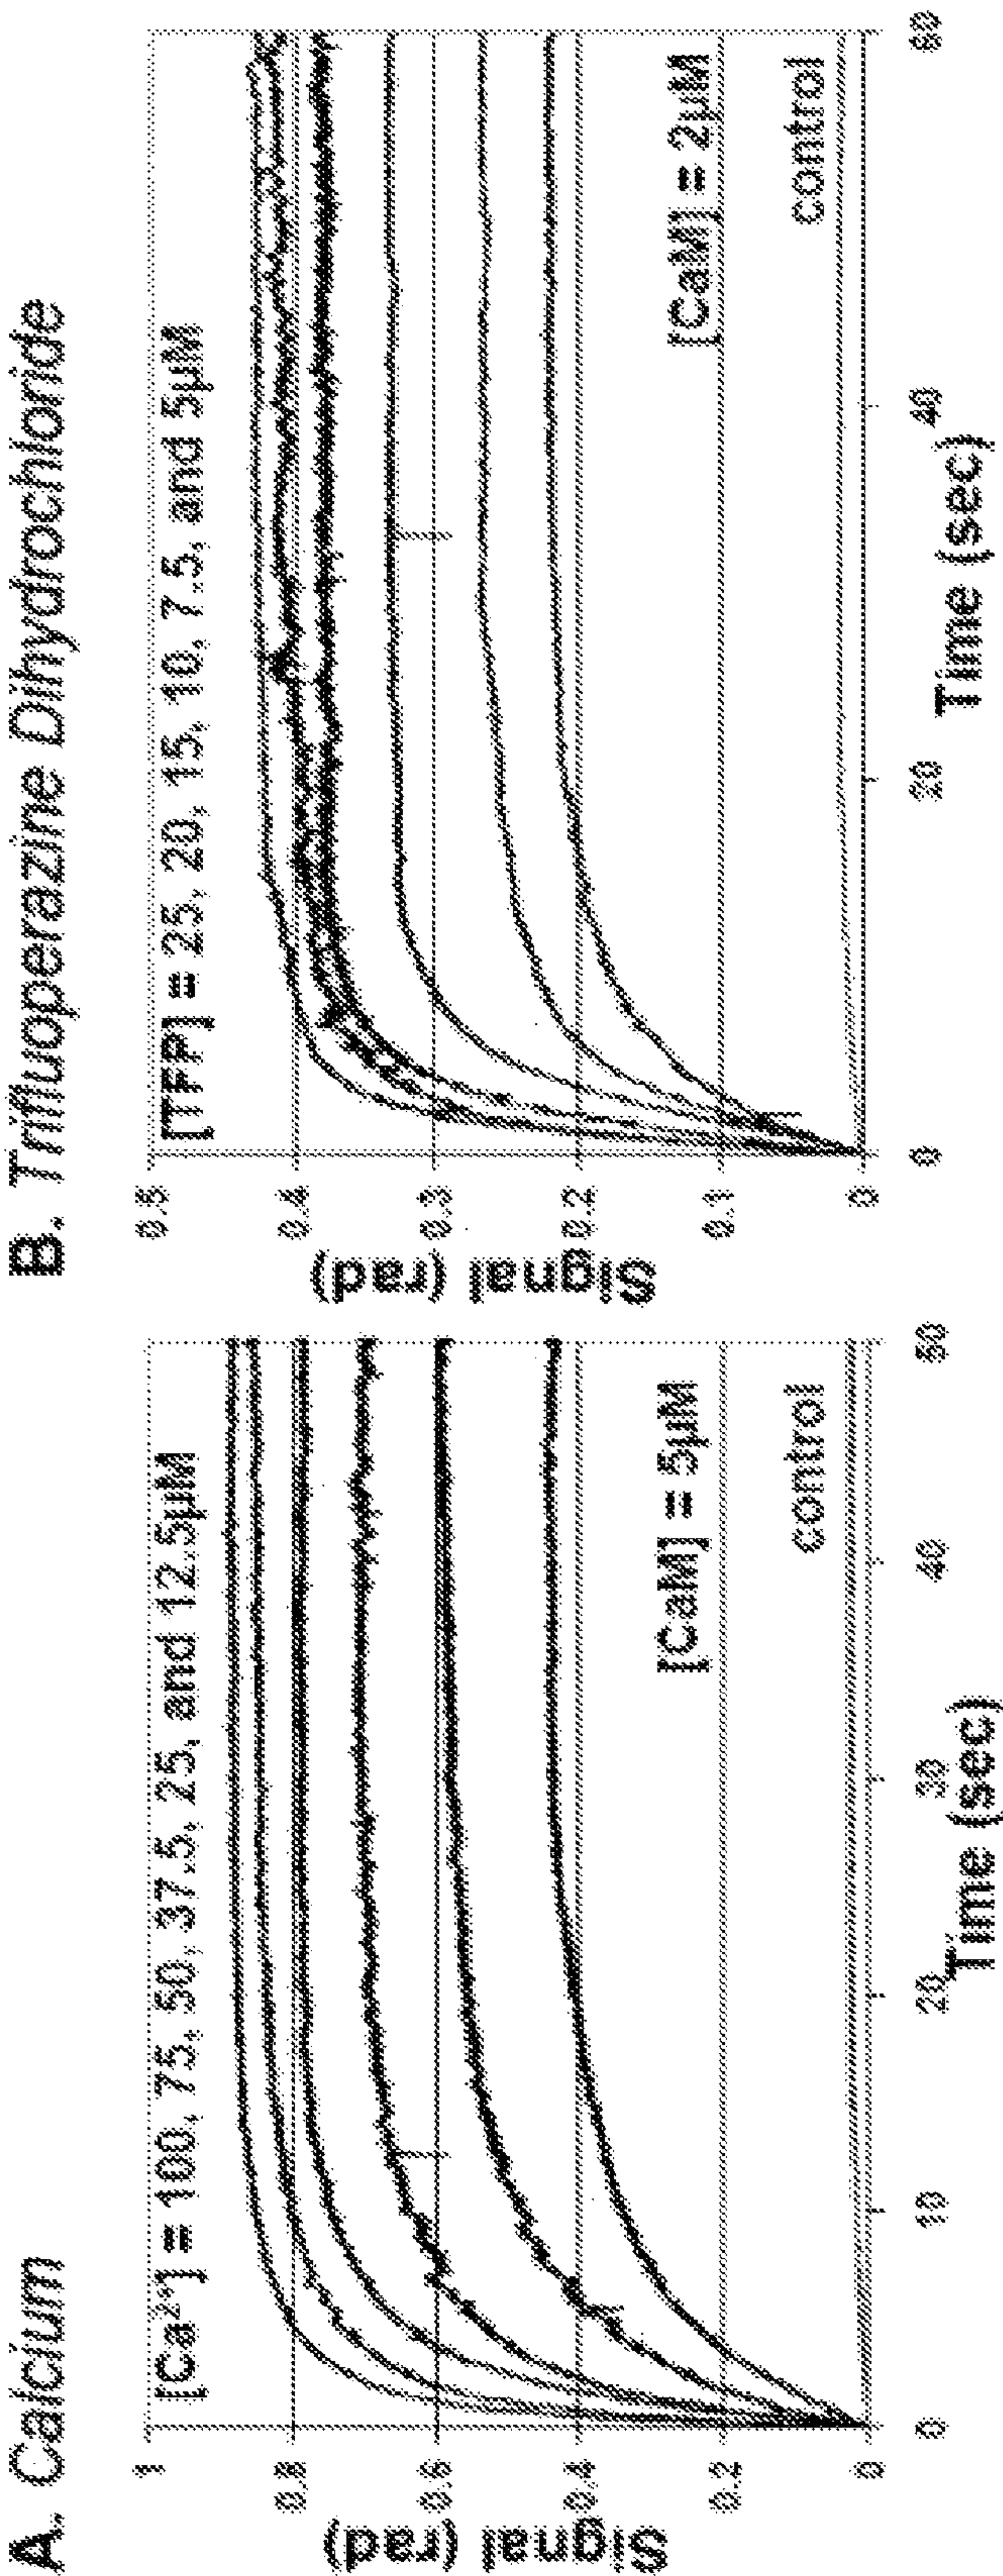 A. Calcium
[Ca²⁺] = 100, 75, 50, 37.5, 25, and 12.5µM
Signal (rad)
1
0.8
0.6
0.4
0.2
0
[CaM] = 5µM
control
0
10
20
30
40
50
Time (sec)
B. Trifluoperazine Dihydrochloride
[TFP] = 25, 20, 15, 10, 7.5, and 5µM
Signal (rad)
0.5
0.4
0.3
0.2
0.1
0
[CaM] = 2µM
control
0
20
40
60
Time (sec)